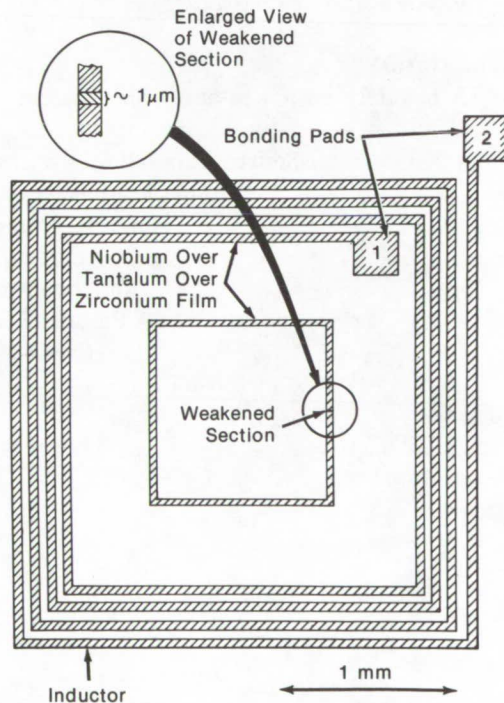 Enlarged View
of Weakened
Section
} ~ 1μm
Bonding Pads
2
1
Niobium Over
Tantalum Over
Zirconium Film
Weakened
Section
1 mm
Inductor